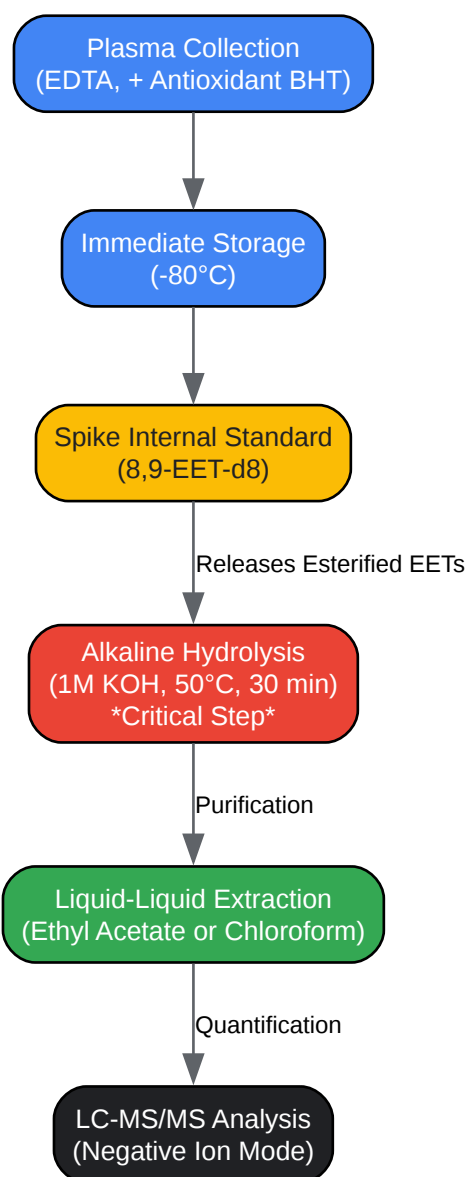 Plasma Collection
(EDTA, + Antioxidant BHT)
Immediate Storage
(-80°C)
Spike Internal Standard
(8,9-EET-d8)
Releases Esterified EETs
Alkaline Hydrolysis
(1M KOH, 50°C, 30 min)
*Critical Step*
Purification
Liquid-Liquid Extraction
(Ethyl Acetate or Chloroform)
Quantification
LC-MS/MS Analysis
(Negative Ion Mode)